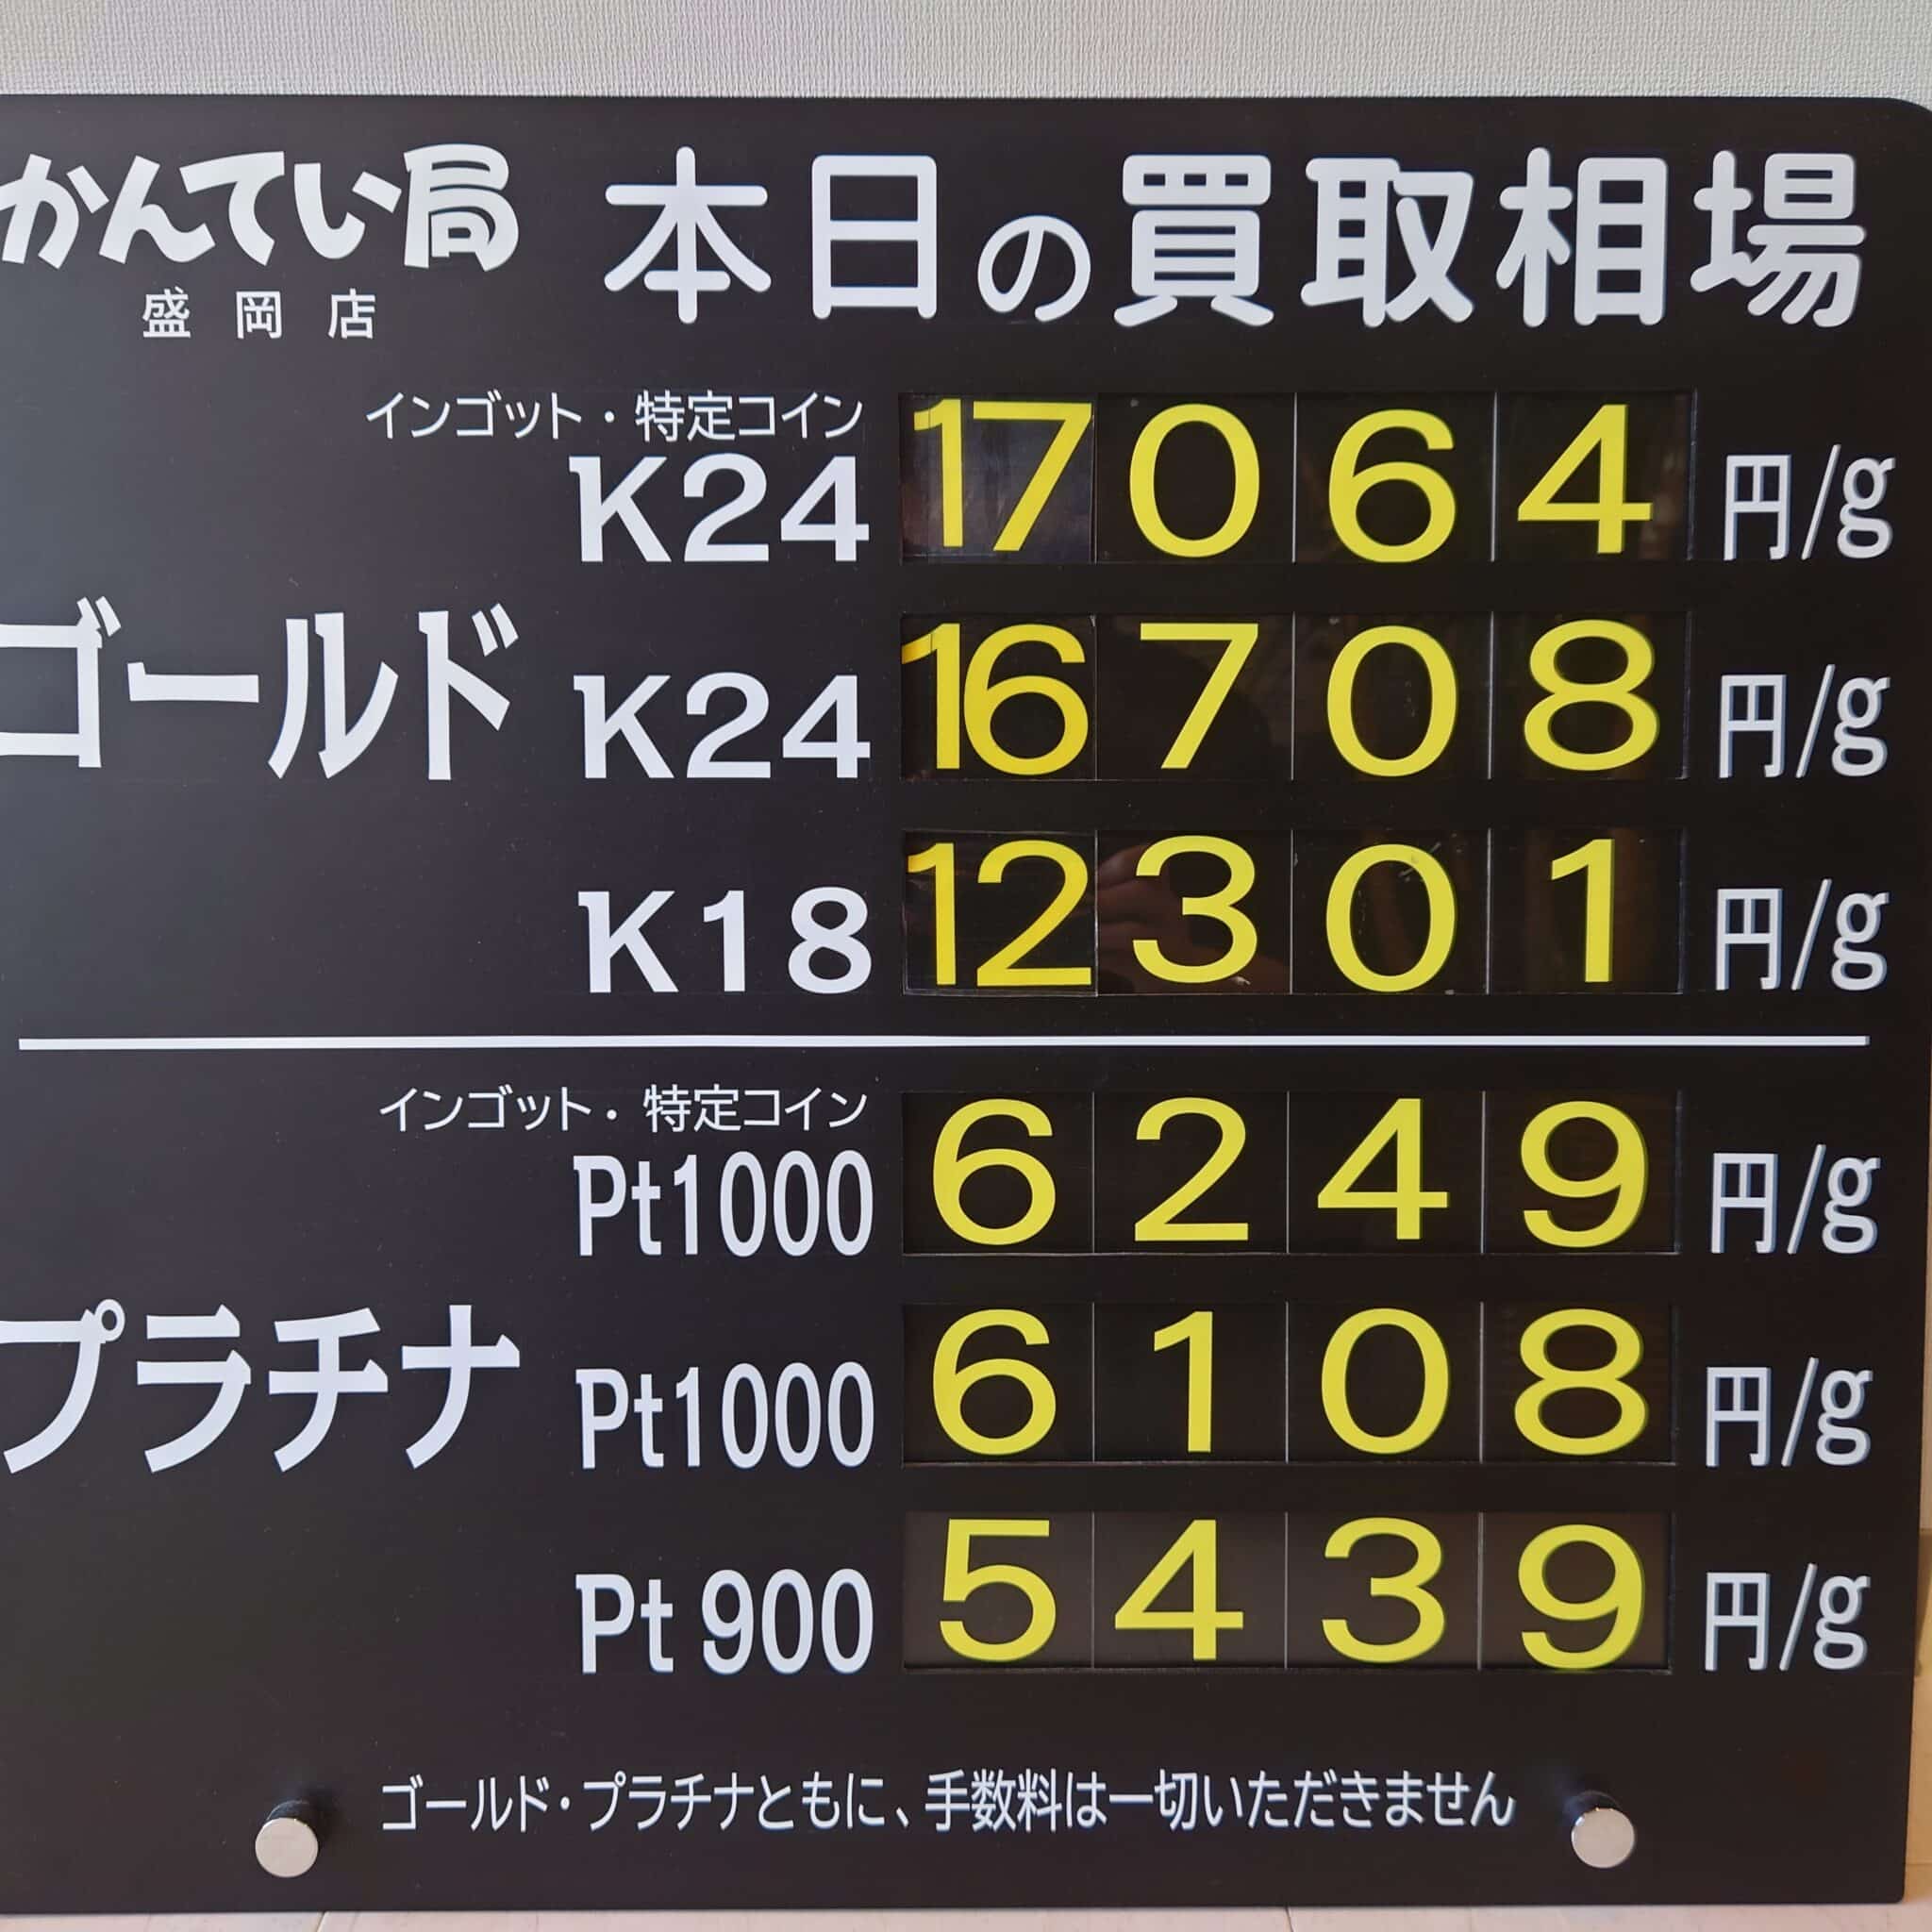 かんてい局 本日の買取相場
盛岡店
インゴット・特定コイン
K24 17064 円/g
ゴールド K24 16708 円/g
K18 12301 円/g
インゴット・特定コイン
Pt1000 6249 円/g
プラチナ Pt1000 6108 円/g
Pt900 5439 円/g
ゴールド・プラチナともに、手数料は一切いただきません